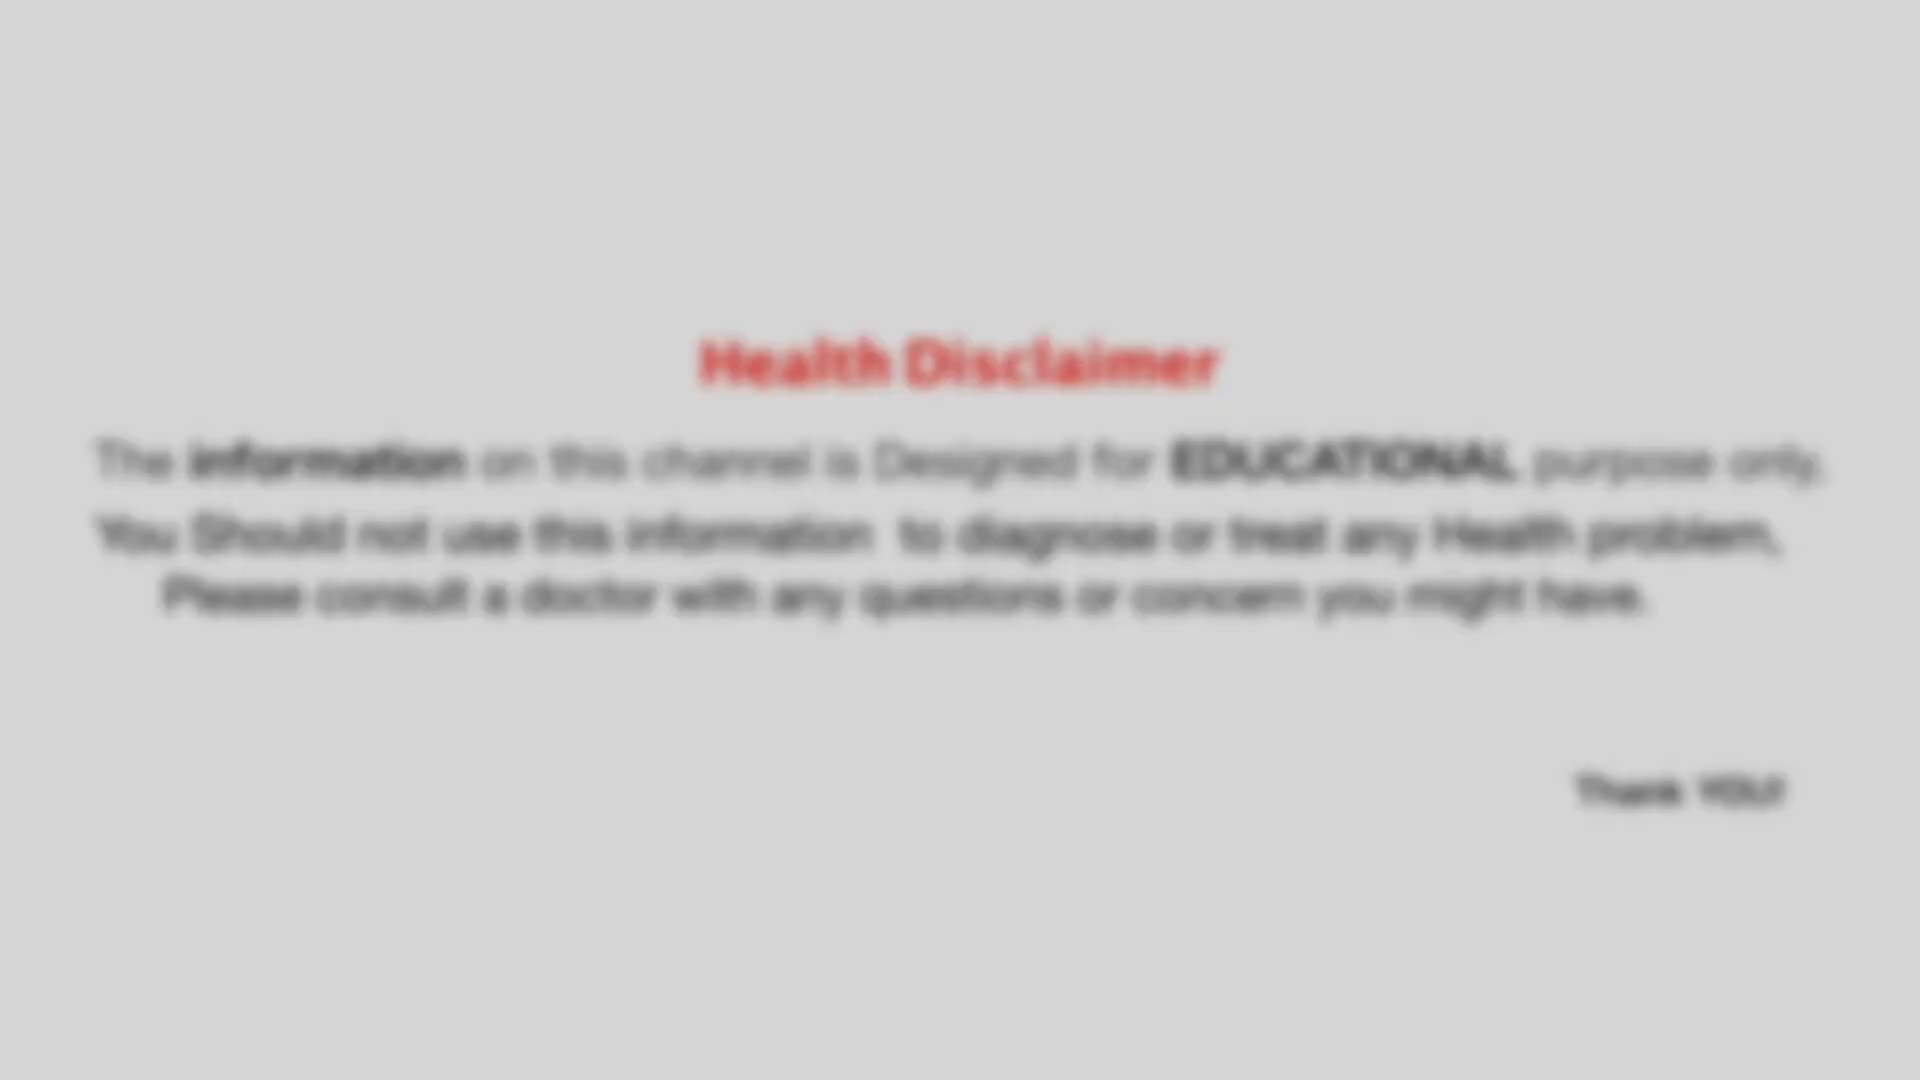 Health Disclaimer
The information on this channel is Designed for EDUCATIONAL purpose only,
You Should not use this information to diagnose or treat any Health problem,
Please consult a doctor with any questions or concern you might have.
Thank YOU!